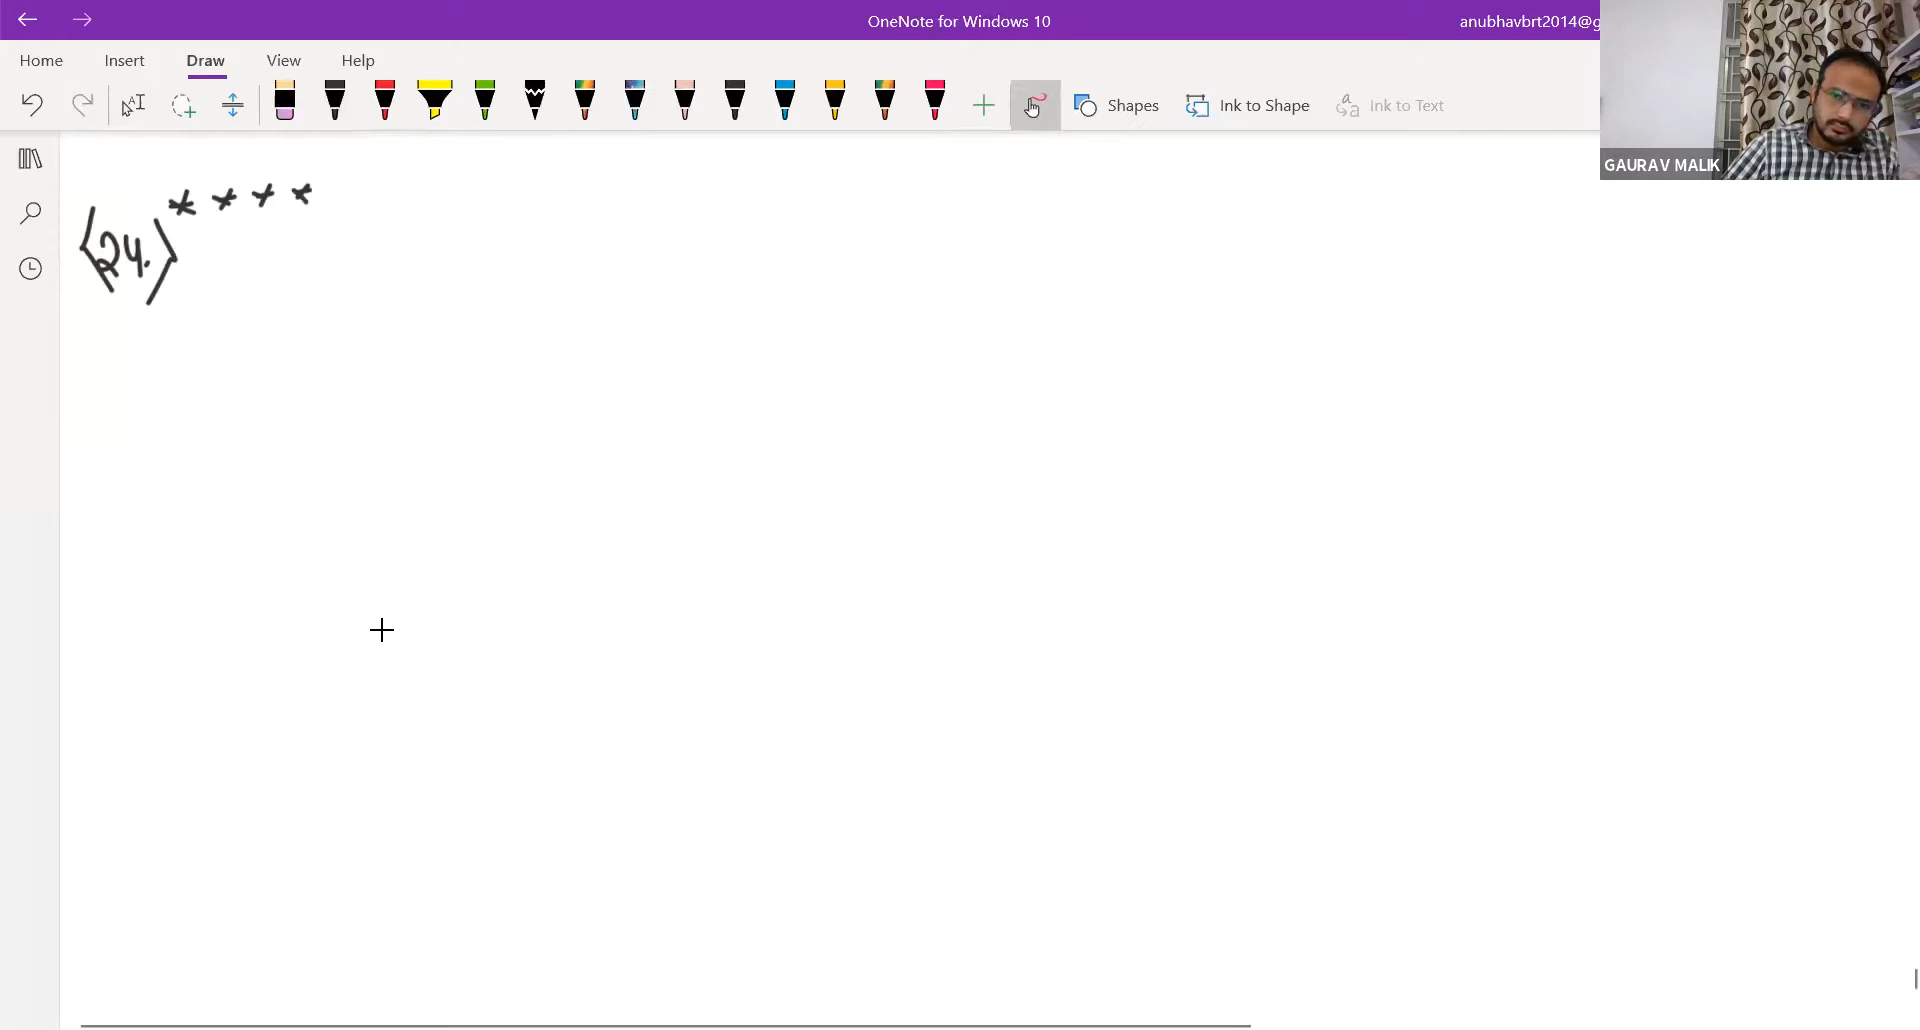 OneNote for Windows 10
anubhavbrt2014@g
Home Insert Draw View Help
Shapes Ink to Shape Ink to Text
GAURAV MALIK
24. * * * *